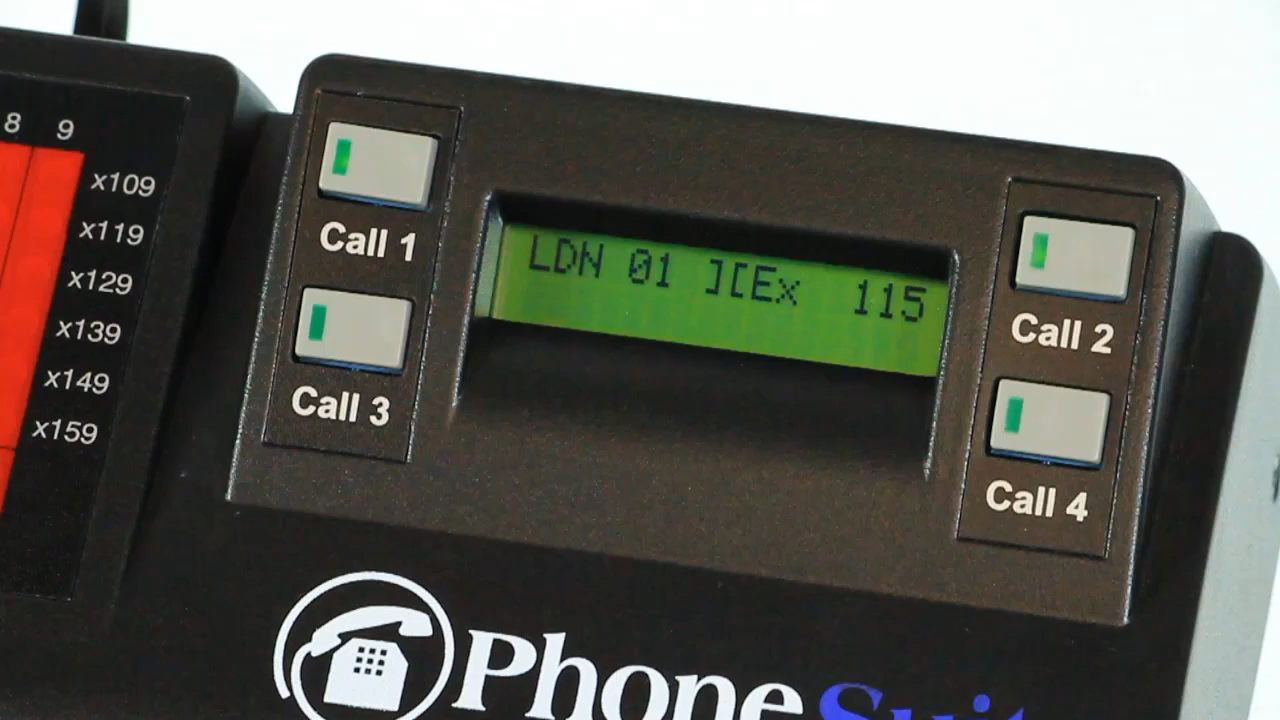 8 9
x109
x119
x129
x139
x149
x159
Call 1
Call 3
LDN 01 ][Ex 115
Call 2
Call 4
Phone